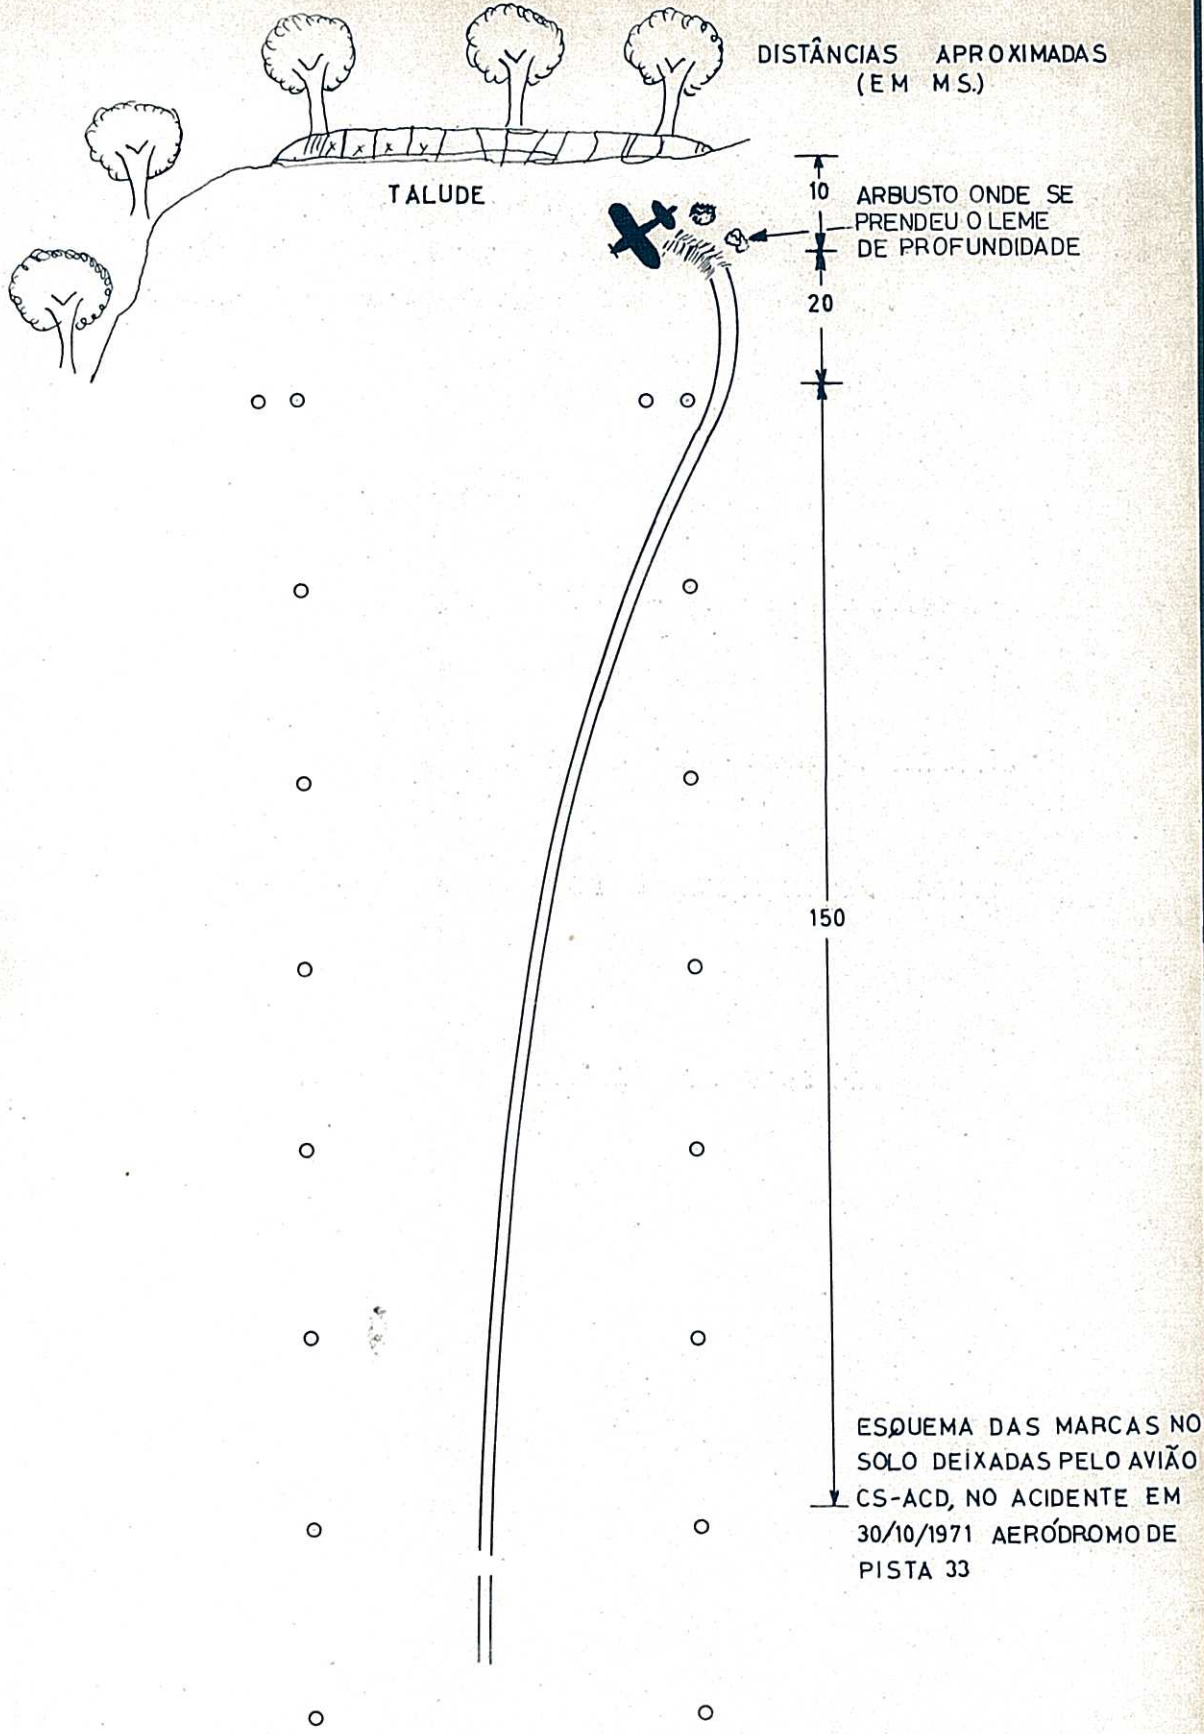 DISTÂNCIAS APROXIMADAS
(EM MS.)
TALUDE
10
ARBUSTO ONDE SE
PRENDEU O LEME
DE PROFUNDIDADE
20
150
ESQUEMA DAS MARCAS NO
SOLO DEIXADAS PELO AVIÃO
CS-ACD, NO ACIDENTE EM
30/10/1971 AERÓDROMO DE
PISTA 33